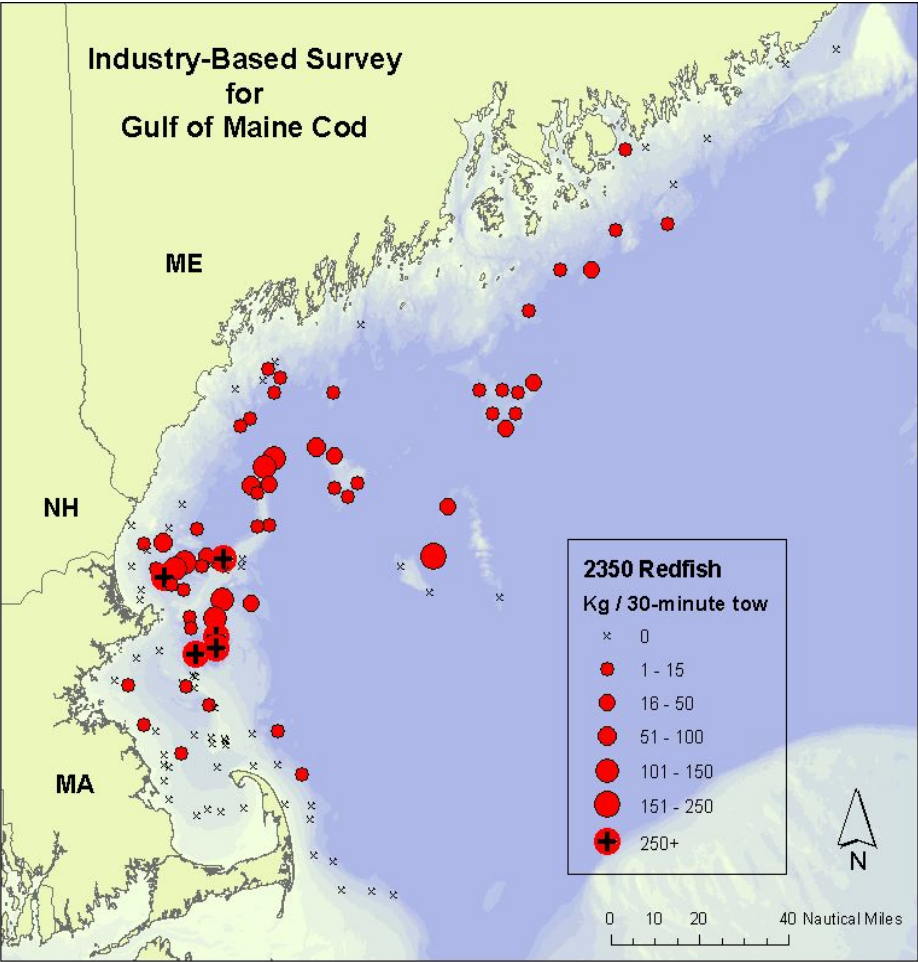 Industry-Based Survey
for
Gulf of Maine Cod
ME
NH
MA
2350 Redfish
Kg / 30-minute tow
0
1 - 15
16 - 50
51 - 100
101 - 150
151 - 250
250+
N
0 10 20 40 Nautical Miles